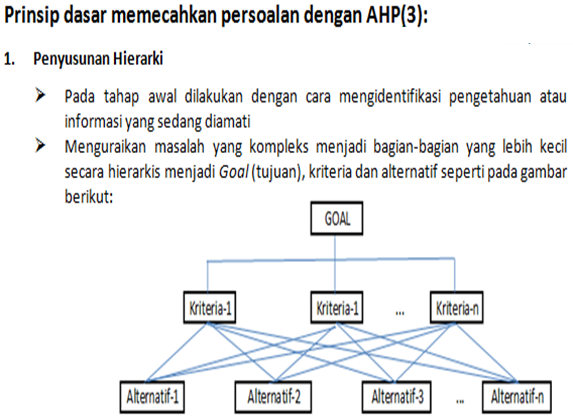 Prinsip dasar memecahkan persoalan dengan AHP(3):
1. Penyusunan Hierarki
➤ Pada tahap awal dilakukan dengan cara mengidentifikasi pengetahuan atau
informasi yang sedang diamati
➤ Menguraikan masalah yang kompleks menjadi bagian-bagian yang lebih kecil
secara hierarkis menjadi Goal (tujuan), kriteria dan alternatif seperti pada gambar
berikut:
GOAL
Kriteria-1 Kriteria-1 ... Kriteria-n
Alternatif-1 Alternatif-2 Alternatif-3 ... Alternatif-n